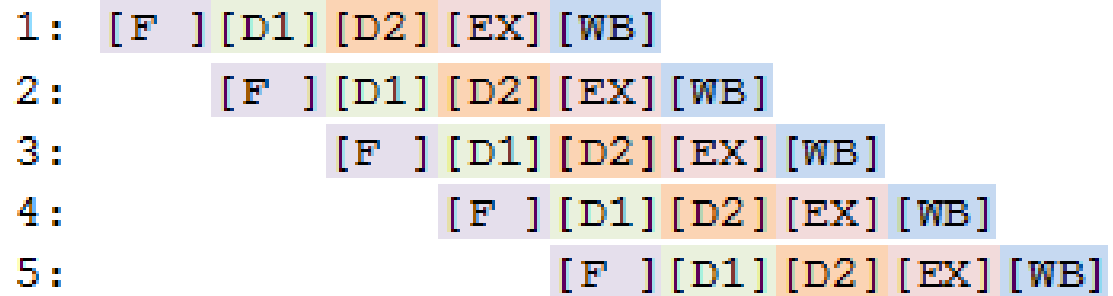 1: [F ][D1][D2][EX][WB]
2: [F ][D1][D2][EX][WB]
3: [F ][D1][D2][EX][WB]
4: [F ][D1][D2][EX][WB]
5: [F ][D1][D2][EX][WB]